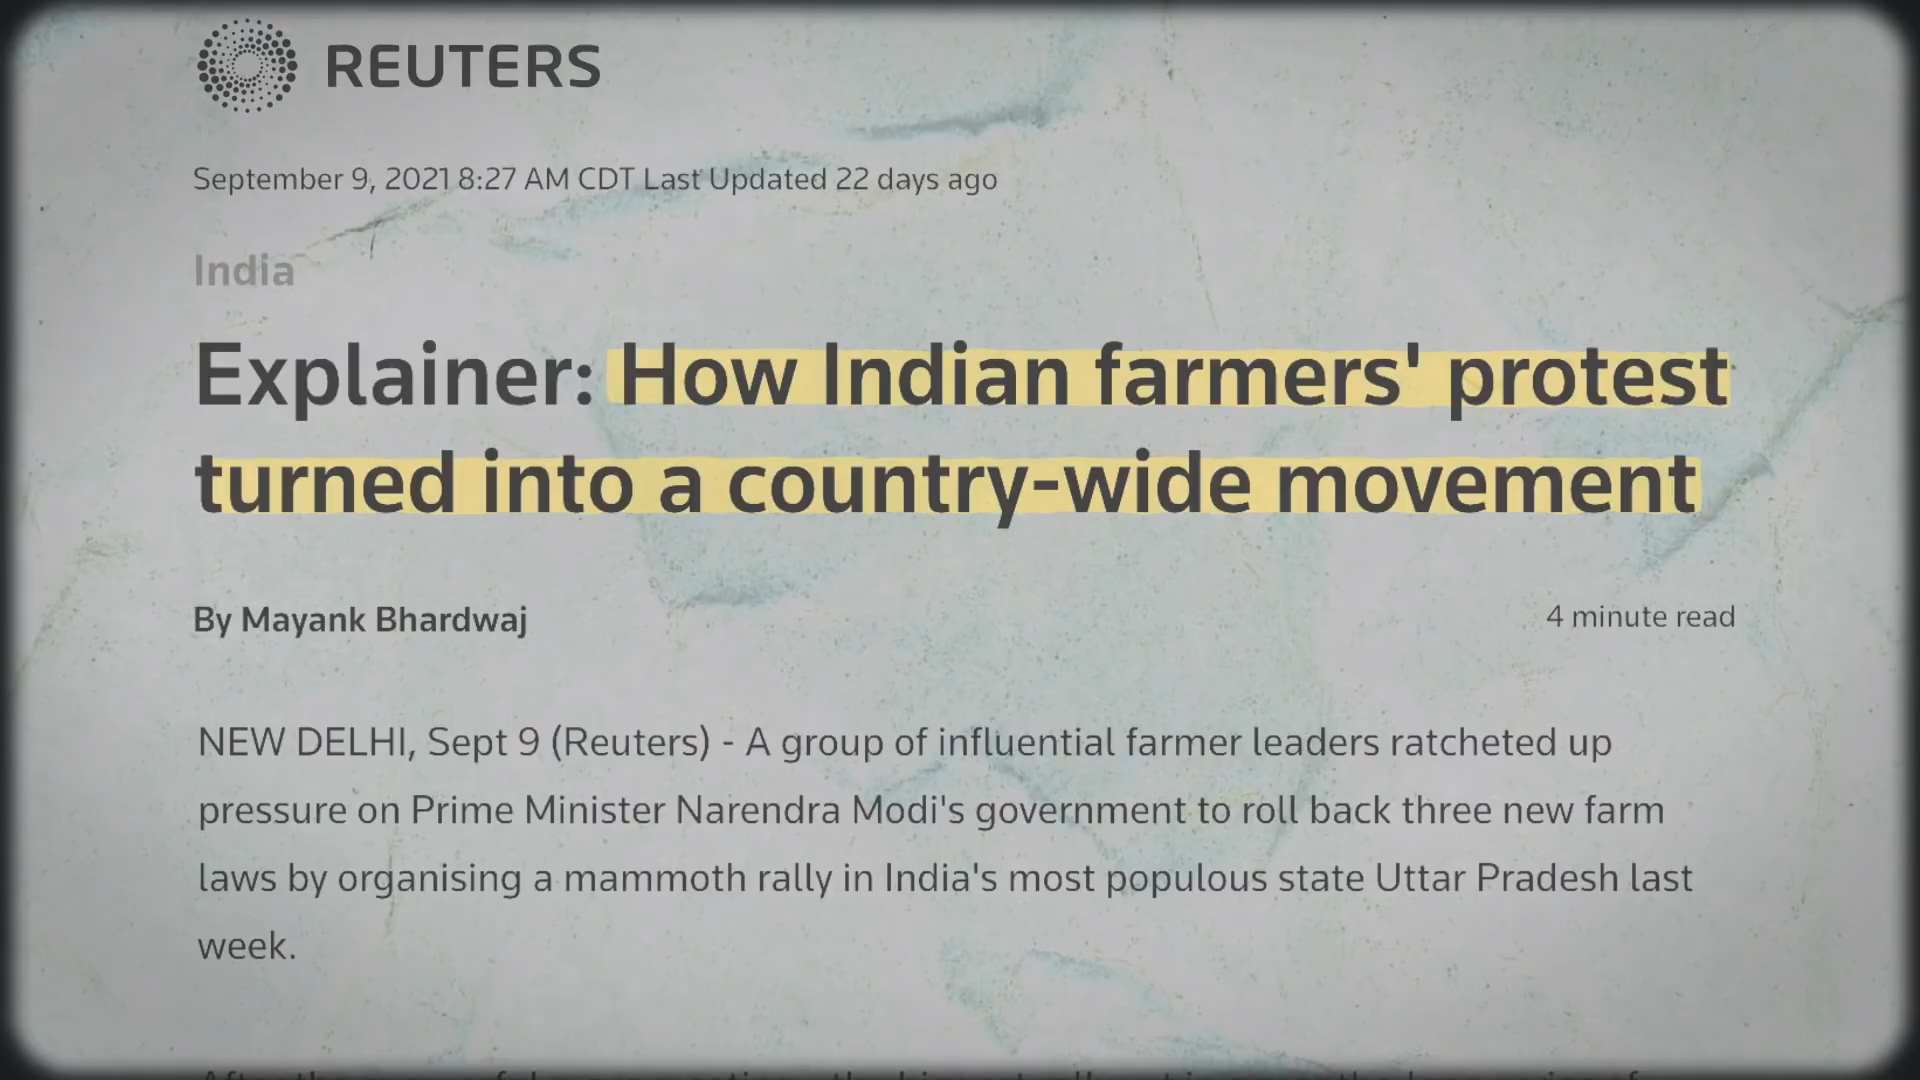 REUTERS
September 9, 2021 8:27 AM CDT Last Updated 22 days ago
India
Explainer: How Indian farmers' protest
turned into a country-wide movement
By Mayank Bhardwaj
4 minute read
NEW DELHI, Sept 9 (Reuters) - A group of influential farmer leaders ratcheted up
pressure on Prime Minister Narendra Modi's government to roll back three new farm
laws by organising a mammoth rally in India's most populous state Uttar Pradesh last
week.